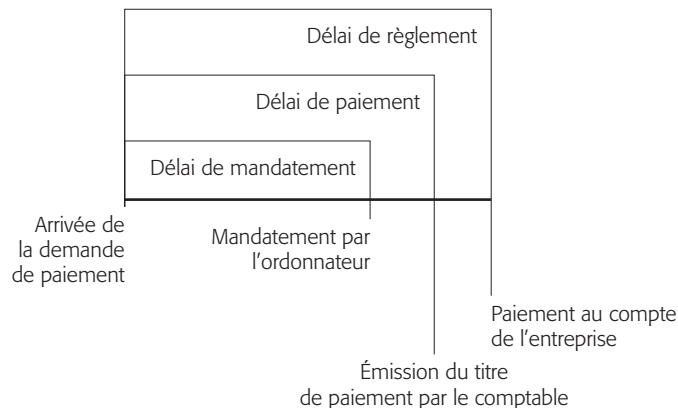 Délai de règlement
Délai de paiement
Délai de mandatement
Arrivée de
la demande
de paiement
Mandatement par
l'ordonnateur
Paiement au compte
de l'entreprise
Émission du titre
de paiement par le comptable